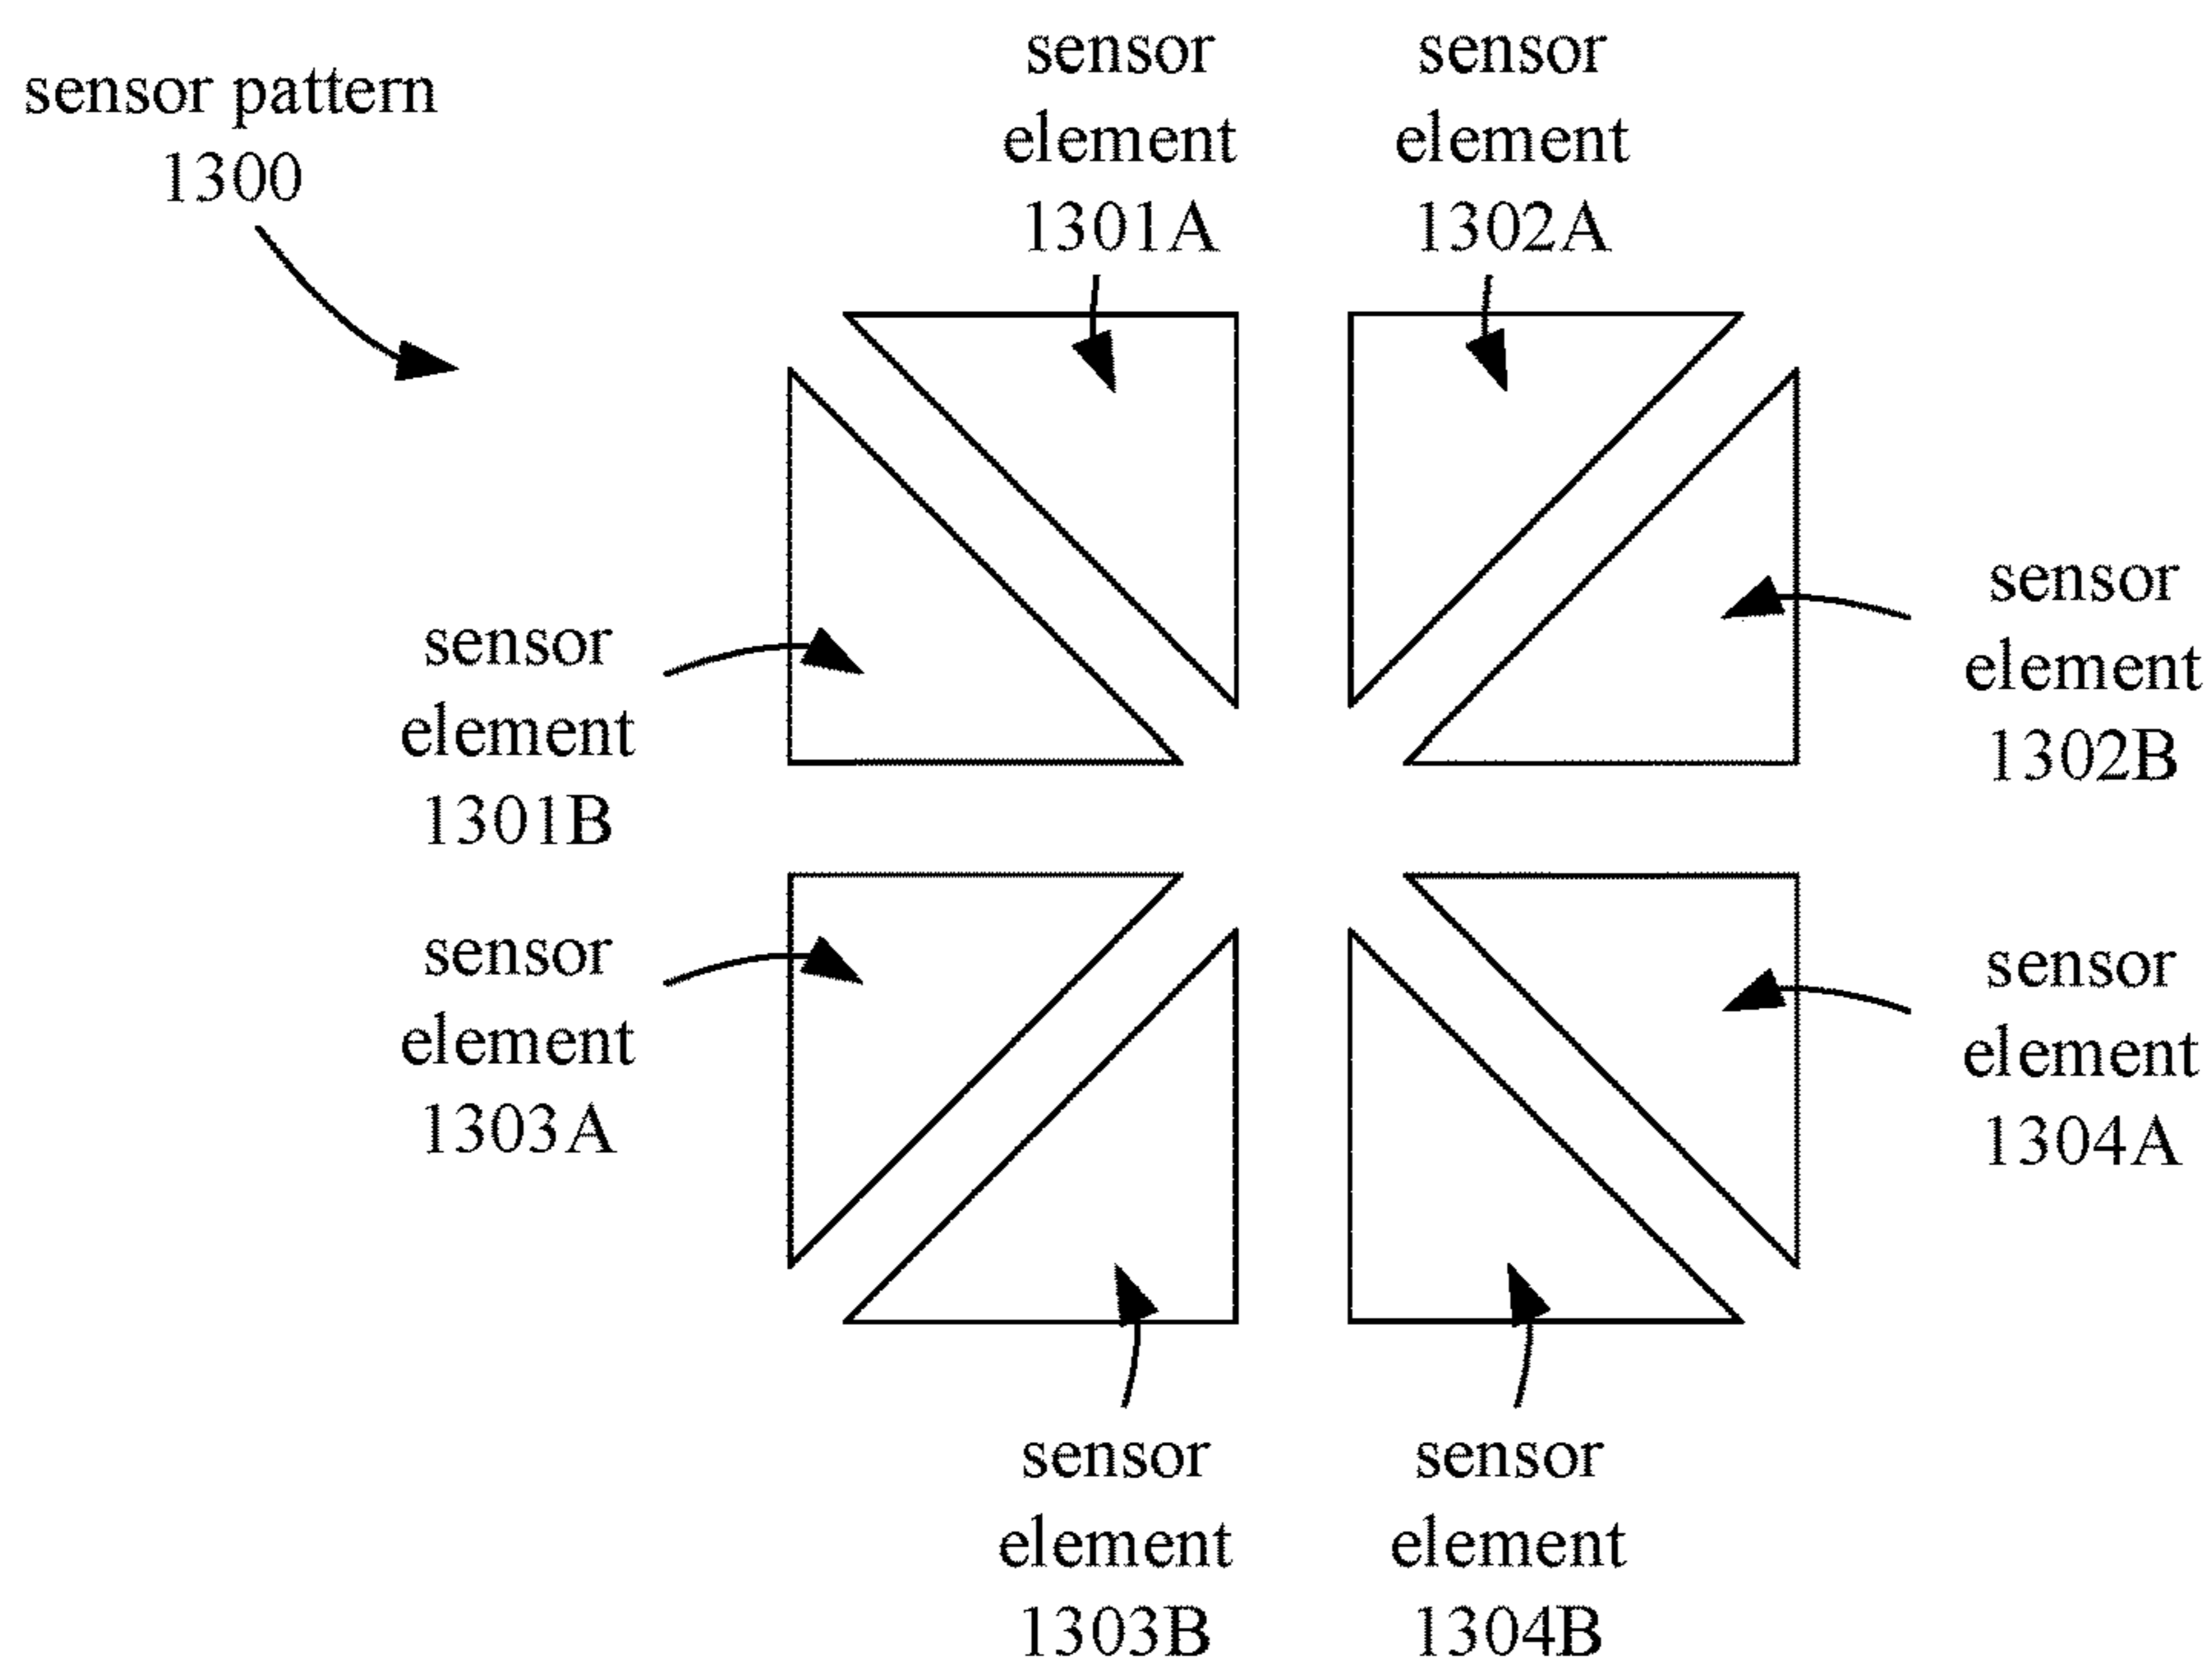 sensor pattern
1300
sensor
element
1301A
sensor
element
1302A
sensor
element
1301B
sensor
element
1302B
sensor
element
1303A
sensor
element
1304A
sensor
element
1303B
sensor
element
1304B